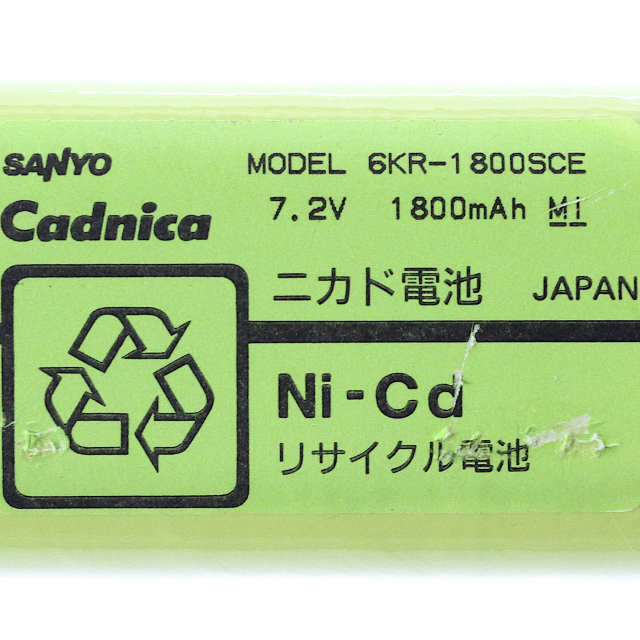 SANYO
MODEL 6KR-1800SCE
Cadnica
7.2V 1800mAh MI
ニカド電池 JAPAN
Ni-Cd
リサイクル電池